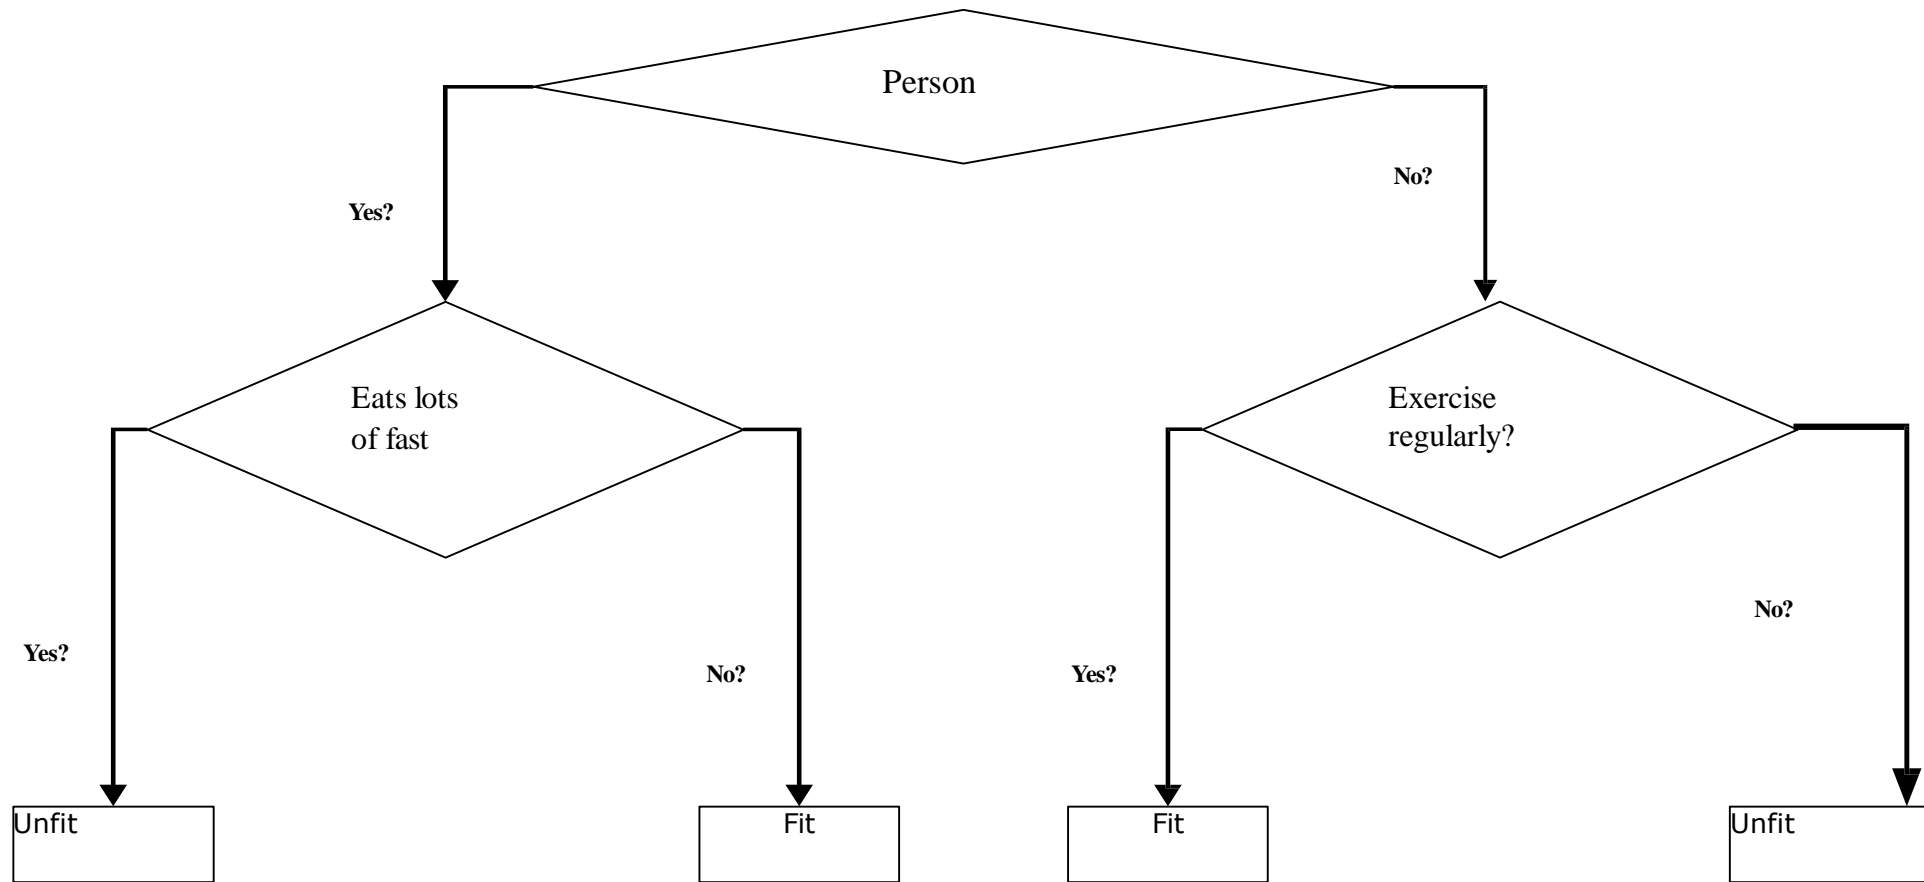 Person
No?
Yes?
Eats lots
of fast
Exercise
regularly?
No?
Yes?
No?
Yes?
Unfit
Fit
Fit
Unfit